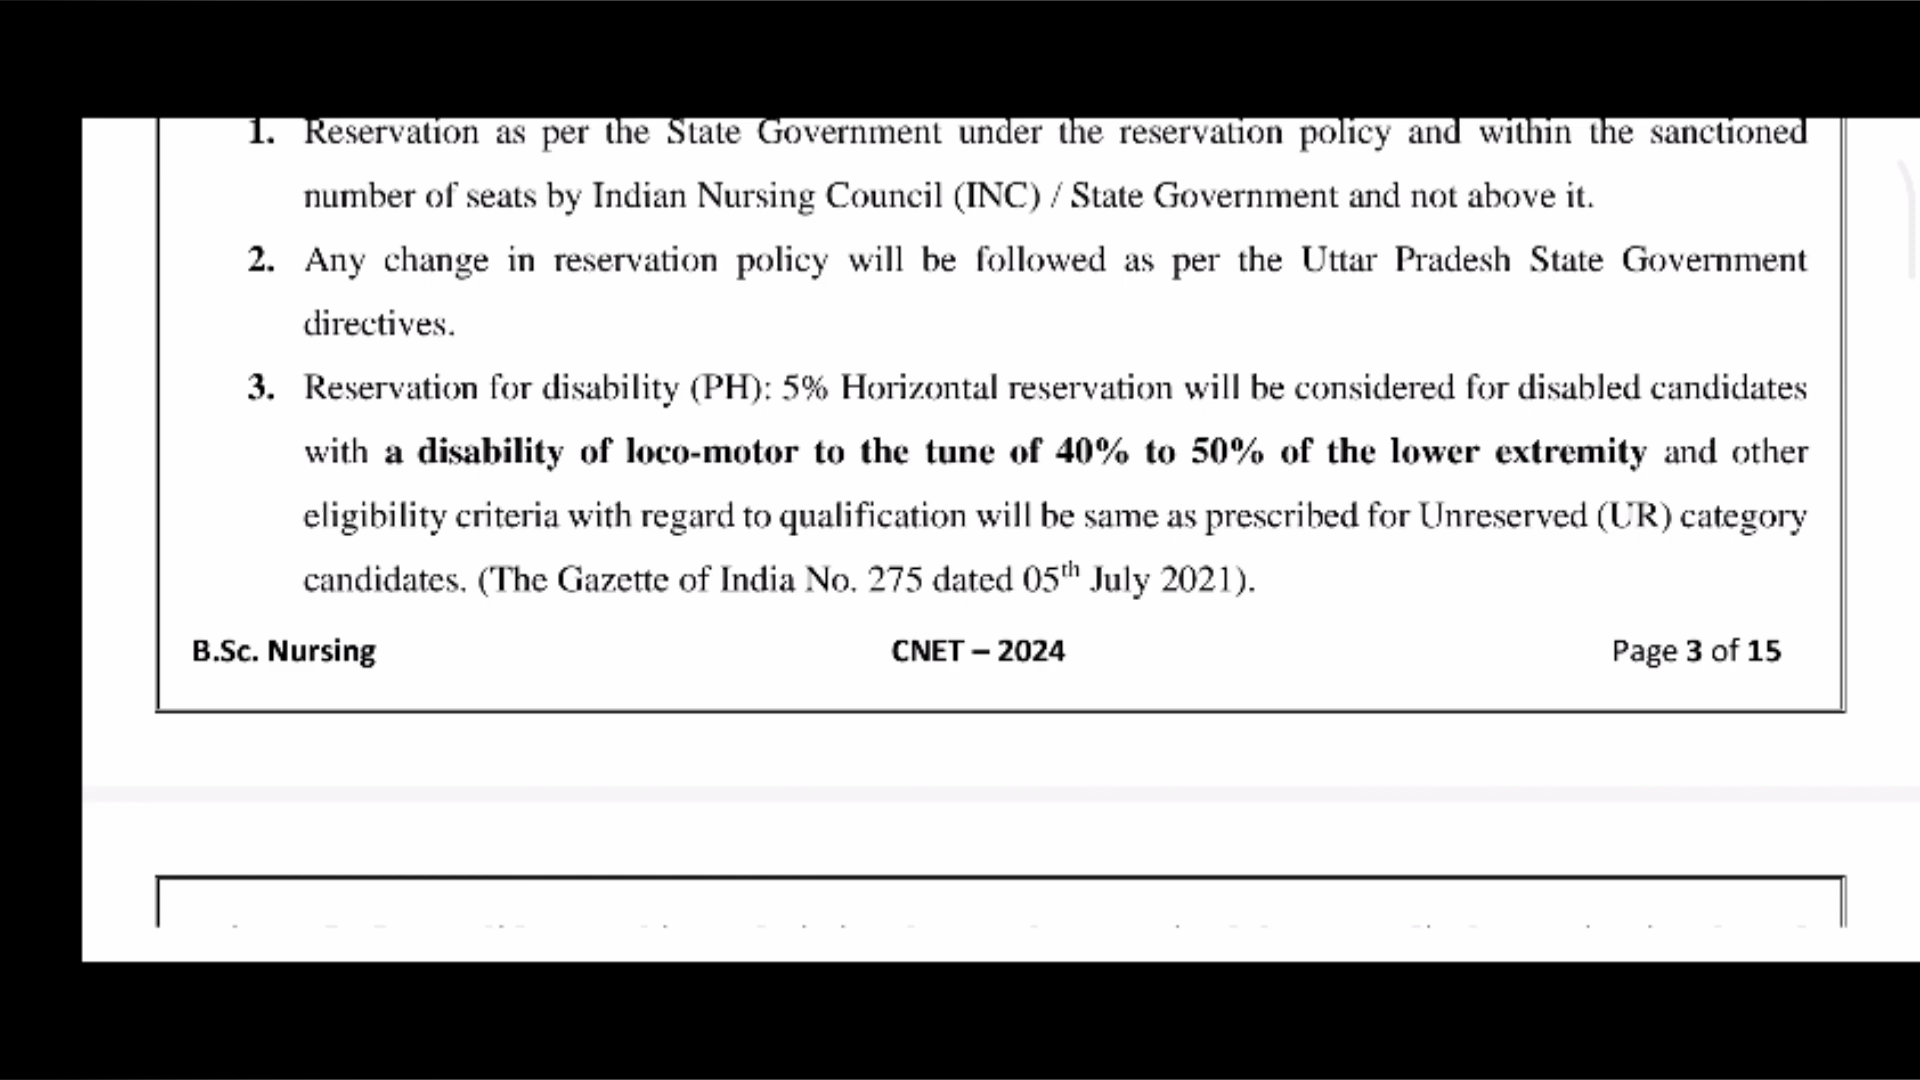 1. Reservation as per the State Government under the reservation policy and within the sanctioned
number of seats by Indian Nursing Council (INC) / State Government and not above it.
2. Any change in reservation policy will be followed as per the Uttar Pradesh State Government
directives.
3. Reservation for disability (PH): 5% Horizontal reservation will be considered for disabled candidates
with a disability of loco-motor to the tune of 40% to 50% of the lower extremity and other
eligibility criteria with regard to qualification will be same as prescribed for Unreserved (UR) category
candidates. (The Gazette of India No. 275 dated 05th July 2021).
B.Sc. Nursing CNET – 2024 Page 3 of 15